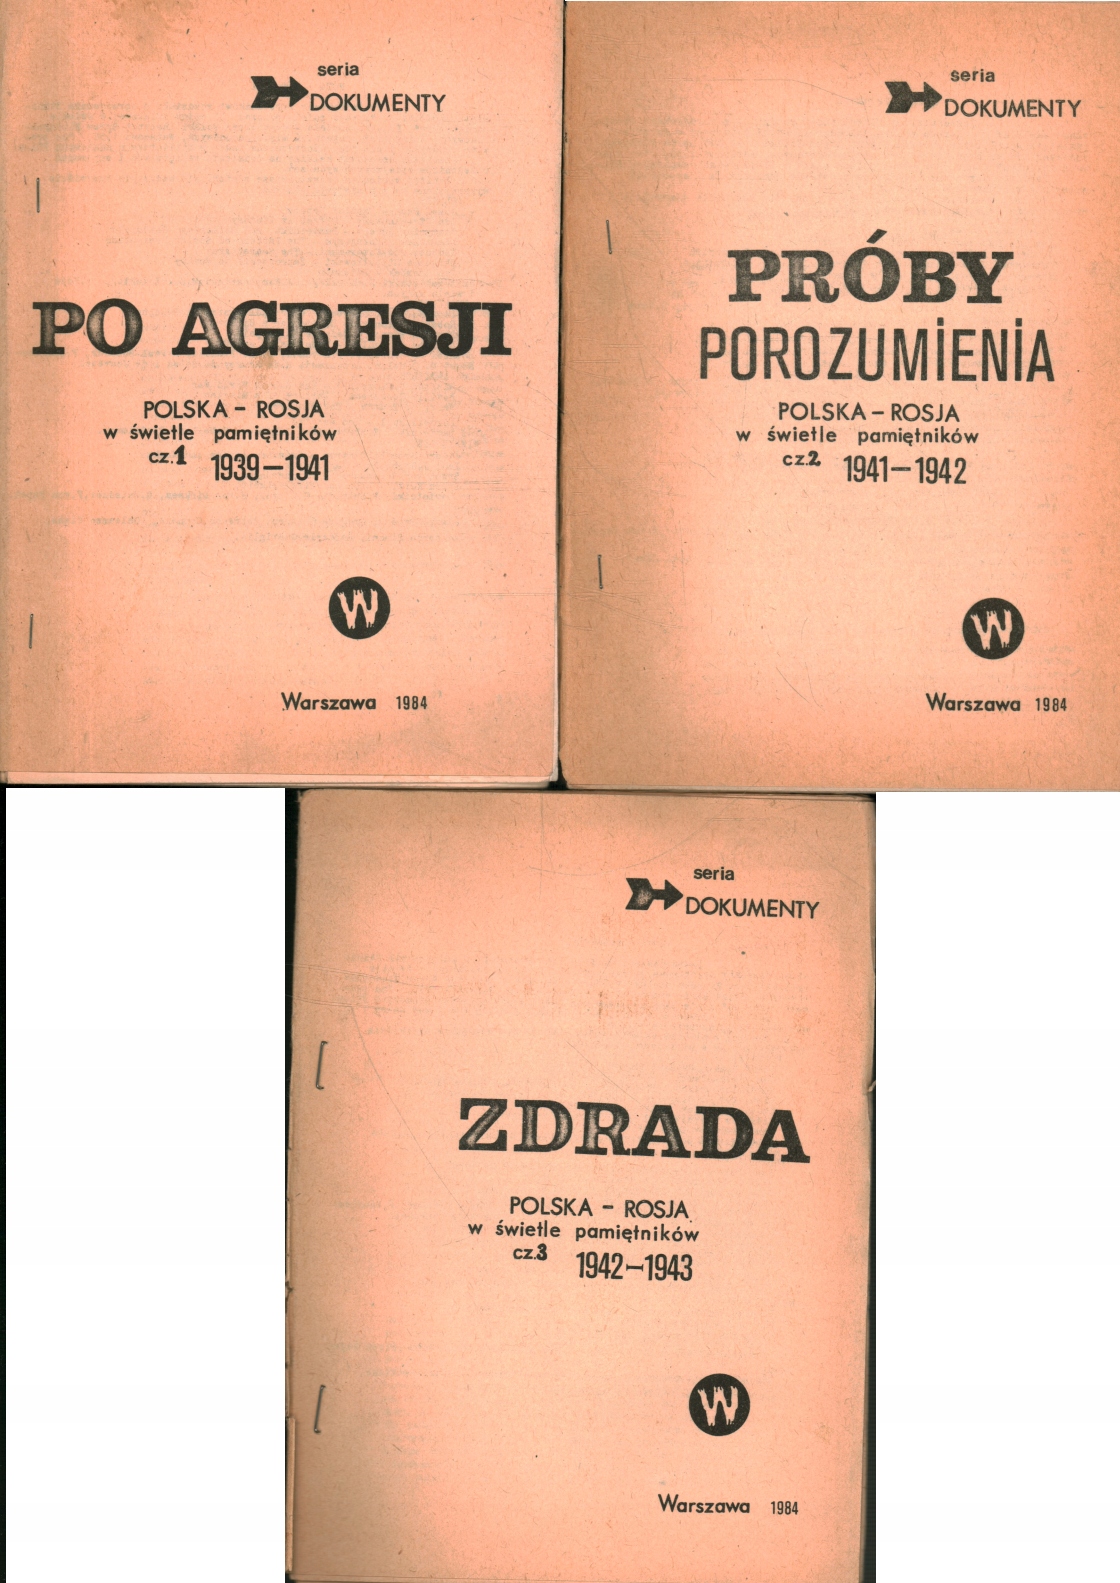 seria
DOKUMENTY
PO AGRESJI
POLSKA - ROSJA
w świetle pamiętników
cz.1 1939-1941
W
Warszawa 1984
seria
DOKUMENTY
PRÓBY
POROZUMiENiA
POLSKA - ROSJA
w świetle pamiętników
cz.2 1941-1942
W
Warszawa 1984
seria
DOKUMENTY
ZDRADA
POLSKA - ROSJA
w świetle pamiętników
cz.3 1942-1943
W
Warszawa 1984